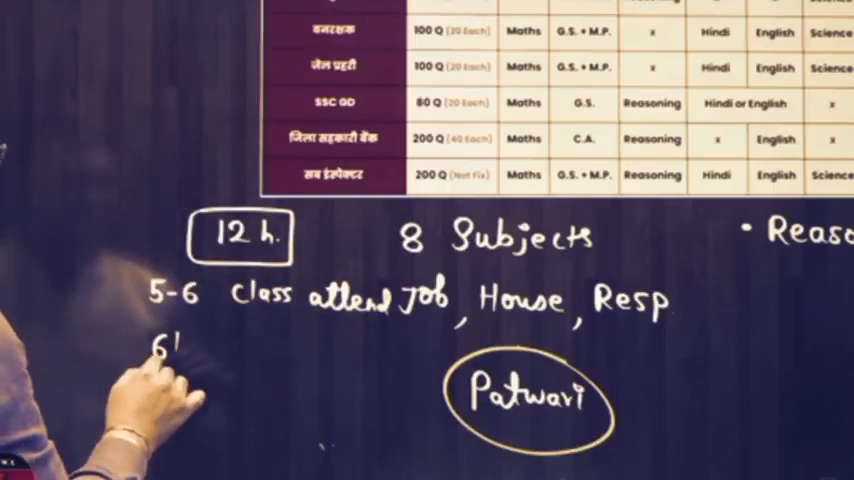 वनरक्षक 100 Q (20 Each) Maths G.S. + M.P. x Hindi English Science
जेल प्रहरी 100 Q (20 Each) Maths G.S. + M.P. x Hindi English Science
SSC GD 80 Q (20 Each) Maths G.S. Reasoning Hindi or English x
जिला सहकारी बैंक 200 Q (40 Each) Maths C.A. Reasoning x English x
सब इंस्पेक्टर 200 Q (Not Fix) Maths G.S. + M.P. Reasoning Hindi English Science
12 h. 8 Subjects • Reaso
5-6 Class attend Job, House, Resp
6
Patwari